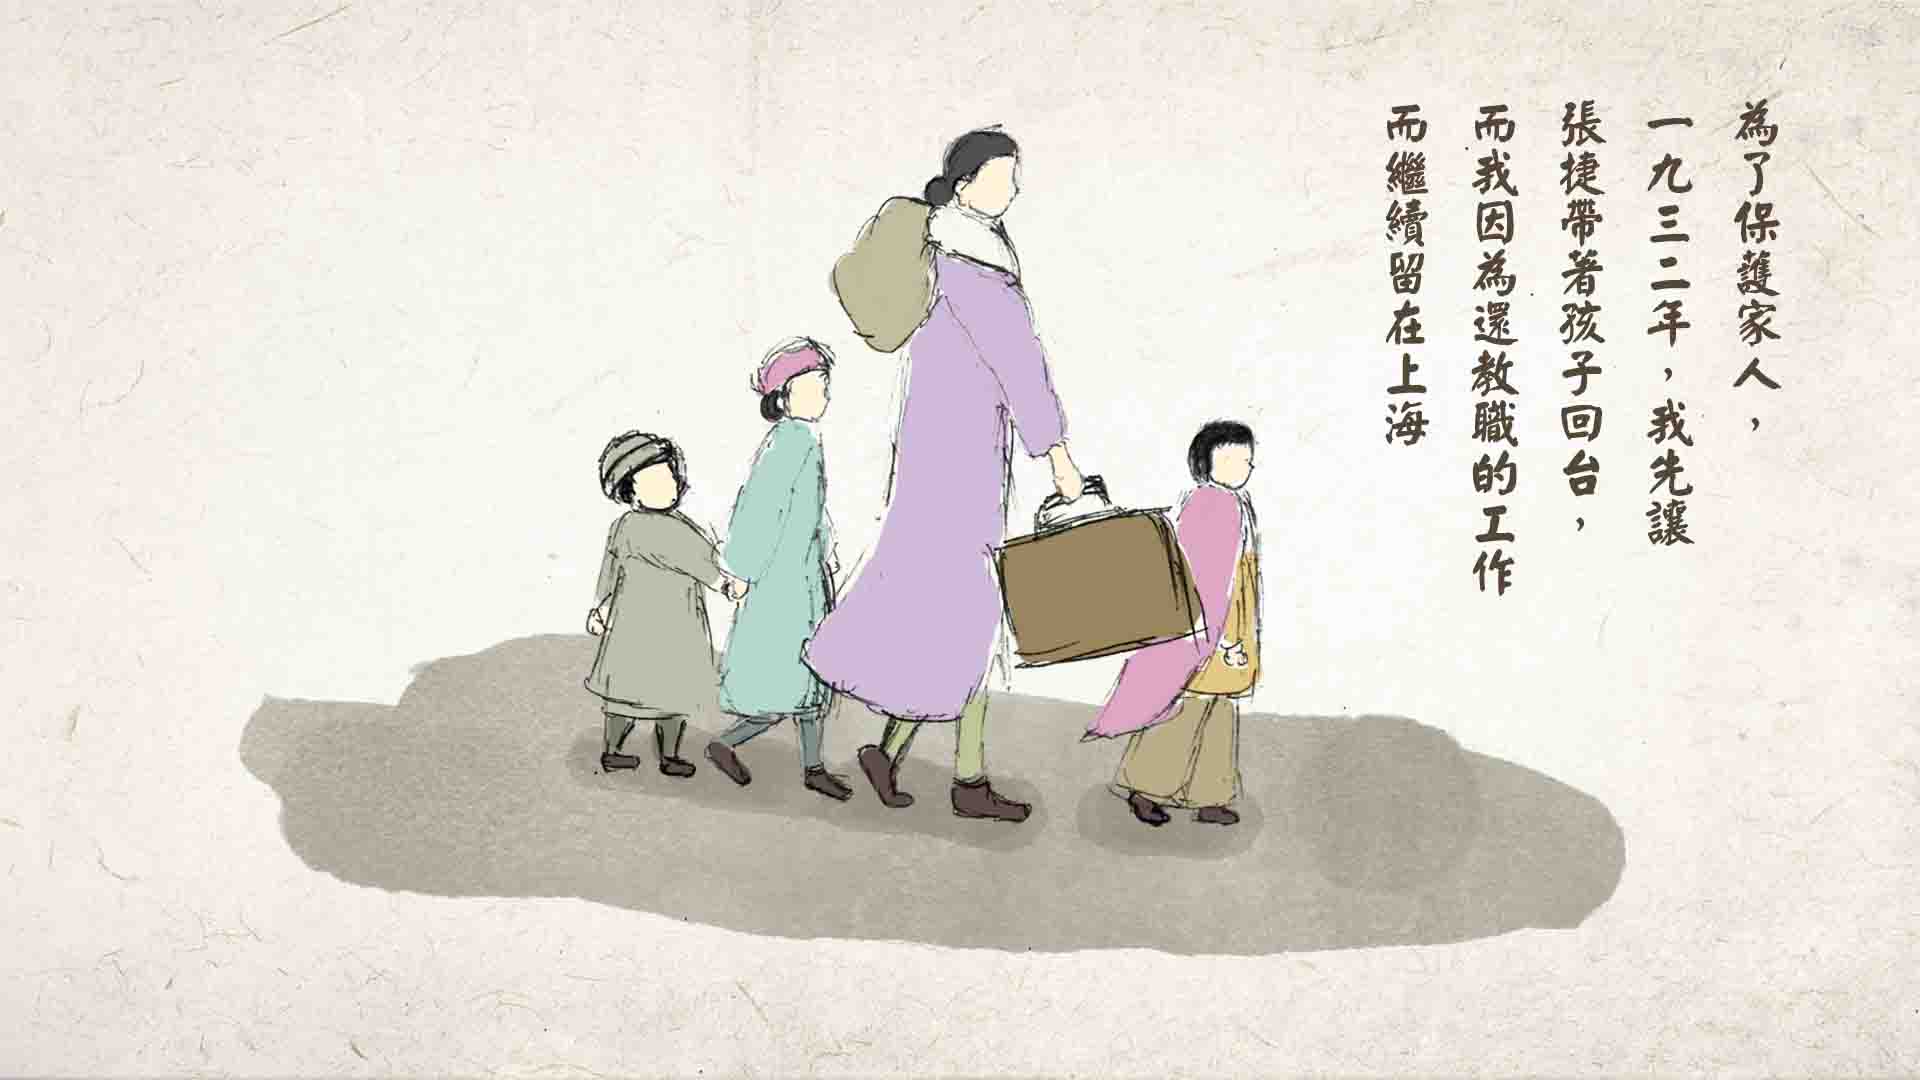 為了保護家人，
一九三二年，我先讓
張捷帶著孩子回台，
而我因為還教職的工作
而繼續留在上海